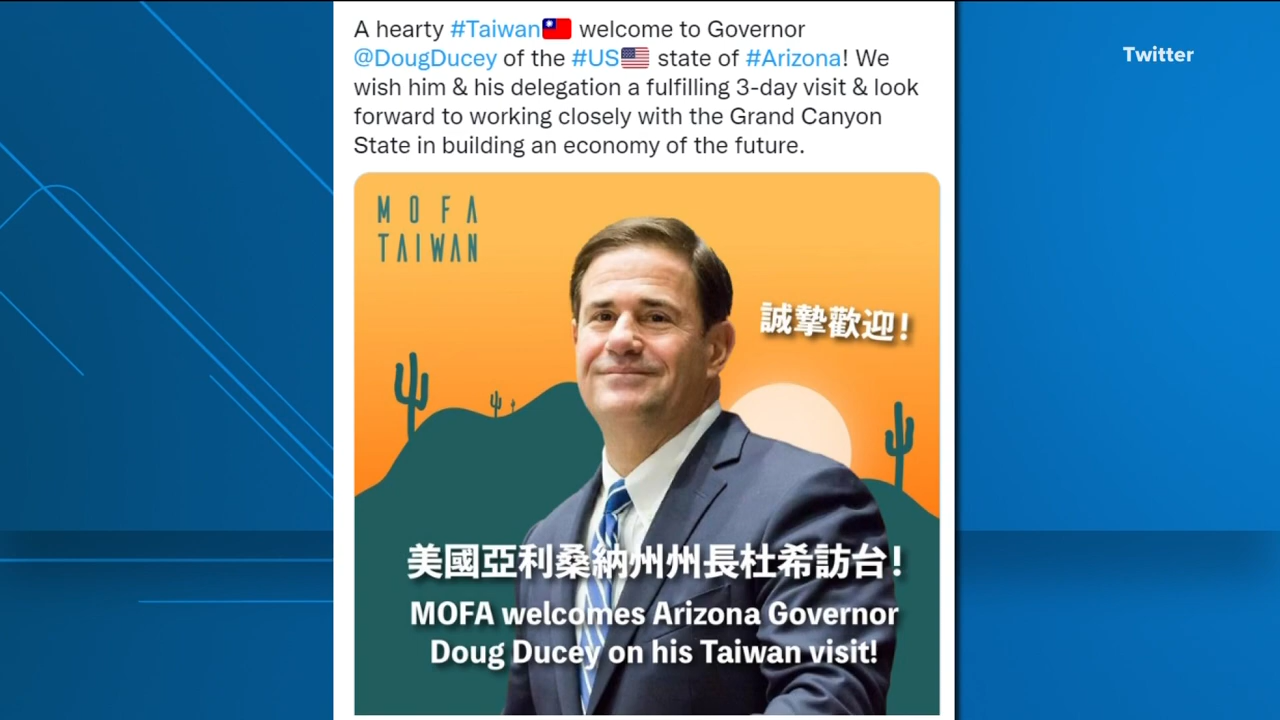 A hearty #Taiwan🇹🇼 welcome to Governor
@DougDucey of the #US🇺🇸 state of #Arizona! We
wish him & his delegation a fulfilling 3-day visit & look
forward to working closely with the Grand Canyon
State in building an economy of the future.
Twitter
MOFA
TAIWAN
誠摯歡迎!
美國亞利桑納州州長杜希訪台!
MOFA welcomes Arizona Governor
Doug Ducey on his Taiwan visit!